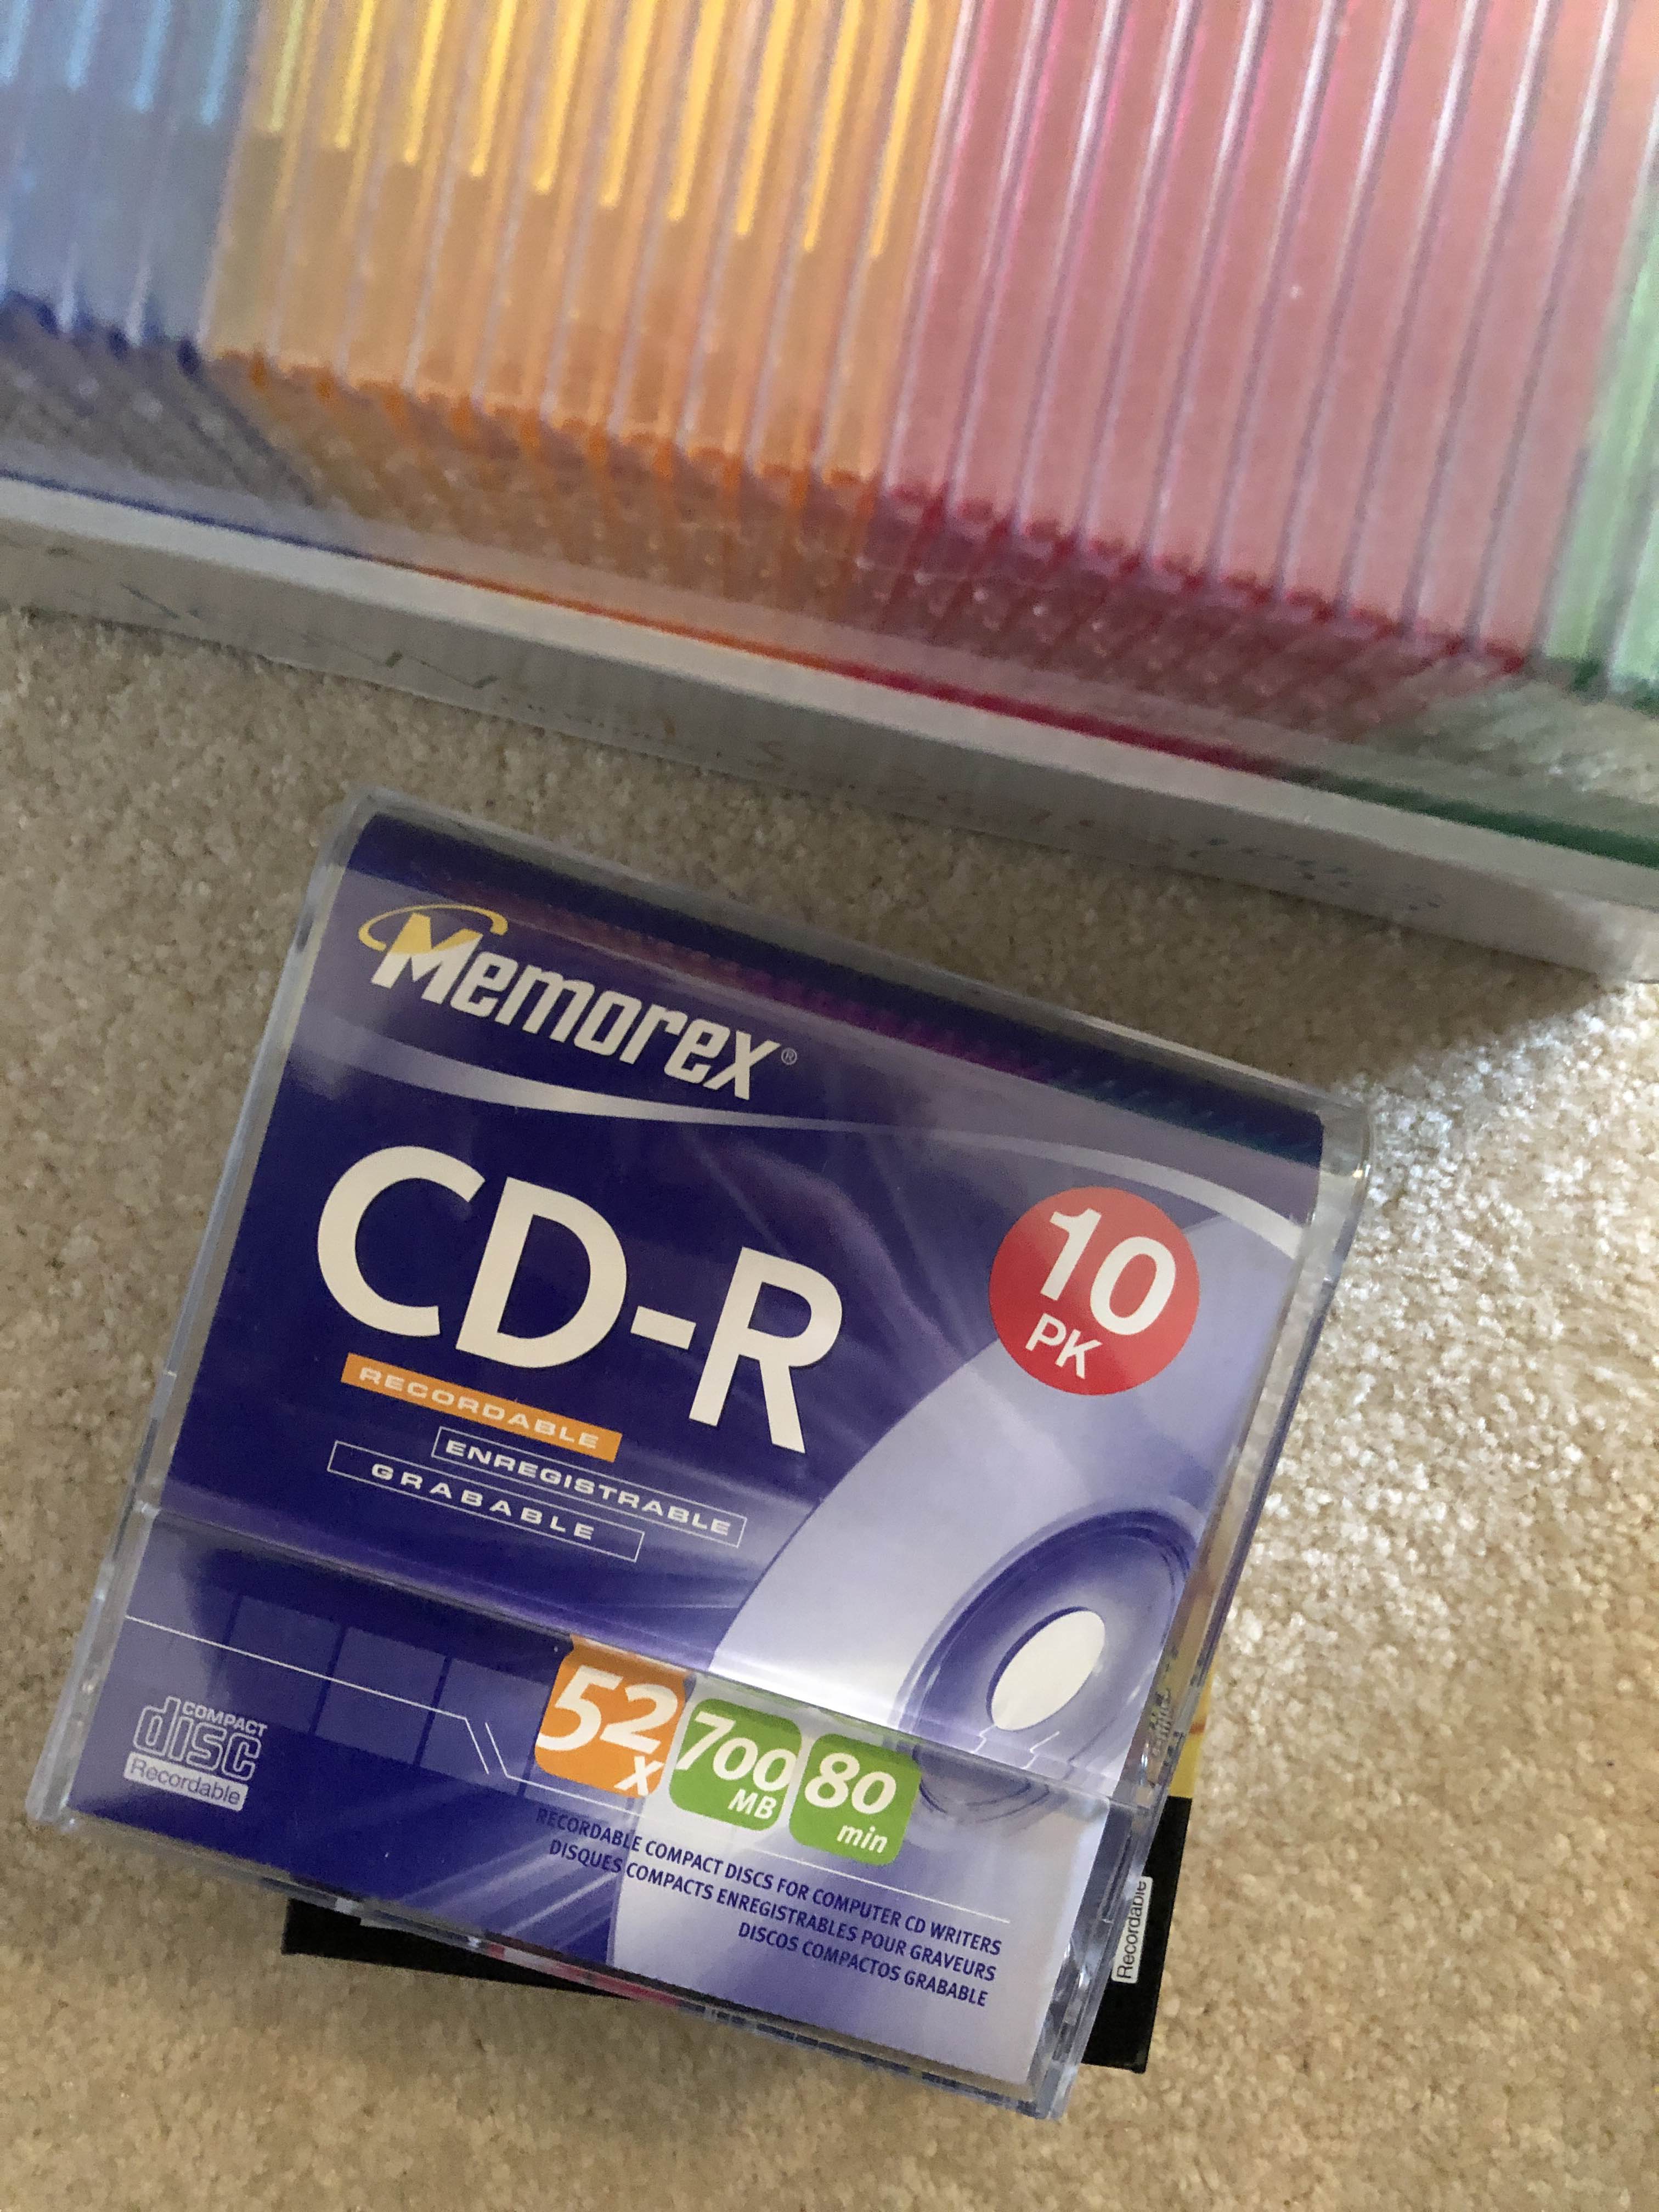 Memorex®
CD-R
10
PK
RECORDABLE
ENREGISTRABLE
GRABABLE
COMPACT
disc
Recordable
52
x
700
MB
80
min
RECORDABLE COMPACT DISCS FOR COMPUTER CD WRITERS
DISQUES COMPACTS ENREGISTRABLES POUR GRAVEURS
DISCOS COMPACTOS GRABABLE
Recordable